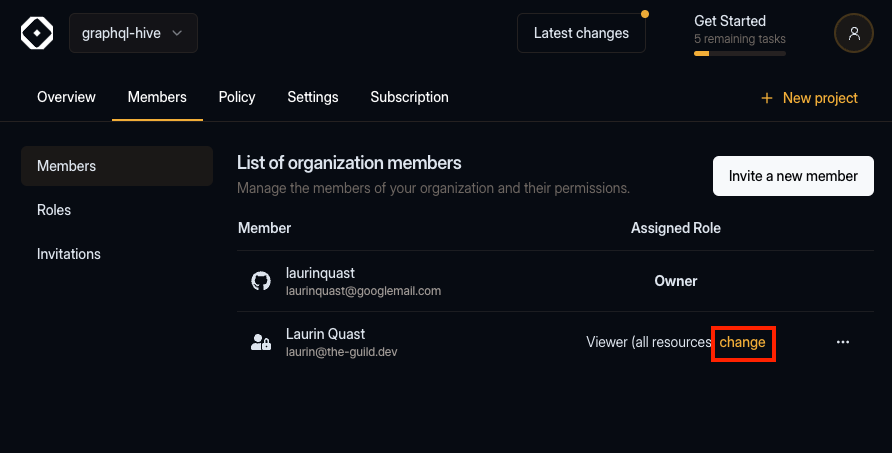 graphql-hive
Latest changes
Get Started
5 remaining tasks
Overview
Members
Policy
Settings
Subscription
+ New project
Members
Roles
Invitations
List of organization members
Manage the members of your organization and their permissions.
Invite a new member
Member
Assigned Role
laurinquast
laurinquast@googlemail.com
Owner
Laurin Quast
laurin@the-guild.dev
Viewer (all resources
change